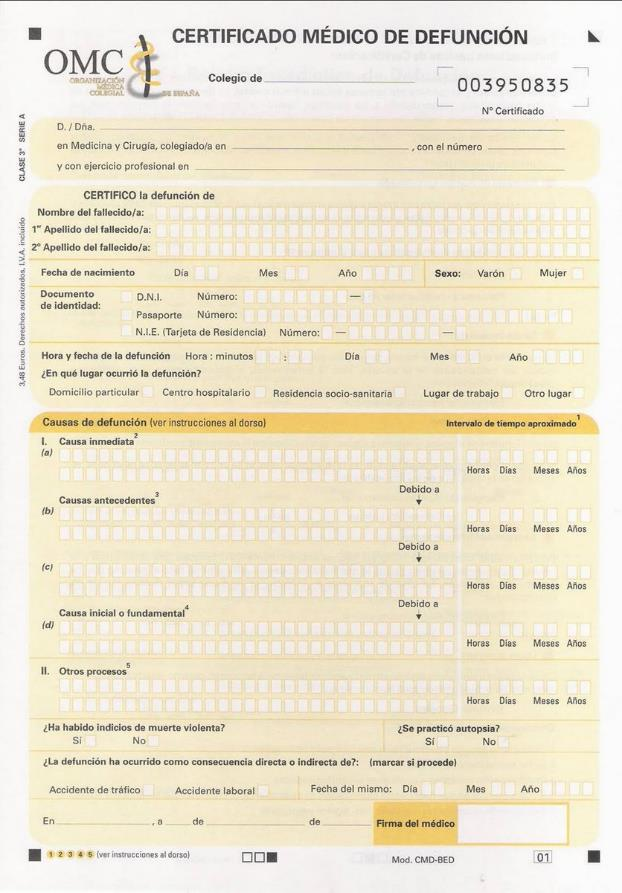 CERTIFICADO MÉDICO DE DEFUNCIÓN
OMC
ORGANIZACIÓN
MÉDICA
COLEGIAL
DE ESPAÑA
Colegio de
003950835
Nº Certificado
CLASE 3ª SERIE A
3,48 Euros. Derechos autorizados, I.V.A. incluido
D. / Dña.
en Medicina y Cirugía, colegiado/a en , con el número
y con ejercicio profesional en
CERTIFICO la defunción de
Nombre del fallecido/a:
1er Apellido del fallecido/a:
2º Apellido del fallecido/a:
Fecha de nacimiento Día Mes Año Sexo: Varón Mujer
Documento de identidad:
D.N.I. Número: —
Pasaporte Número:
N.I.E. (Tarjeta de Residencia) Número: — —
Hora y fecha de la defunción Hora : minutos : Día Mes Año
¿En qué lugar ocurrió la defunción?
Domicilio particular Centro hospitalario Residencia socio-sanitaria Lugar de trabajo Otro lugar
Causas de defunción (ver instrucciones al dorso) Intervalo de tiempo aproximado1
I. Causa inmediata2
(a)
Horas Días Meses Años
Debido a
Causas antecedentes3
(b)
Horas Días Meses Años
Debido a
(c)
Horas Días Meses Años
Debido a
Causa inicial o fundamental4
(d)
Horas Días Meses Años
II. Otros procesos5
Horas Días Meses Años
¿Ha habido indicios de muerte violenta? ¿Se practicó autopsia?
Sí No Sí No
¿La defunción ha ocurrido como consecuencia directa o indirecta de?: (marcar si procede)
Accidente de tráfico Accidente laboral Fecha del mismo: Día Mes Año
En , a de de Firma del médico
1 2 3 4 5 (ver instrucciones al dorso) Mod. CMD-BED 01